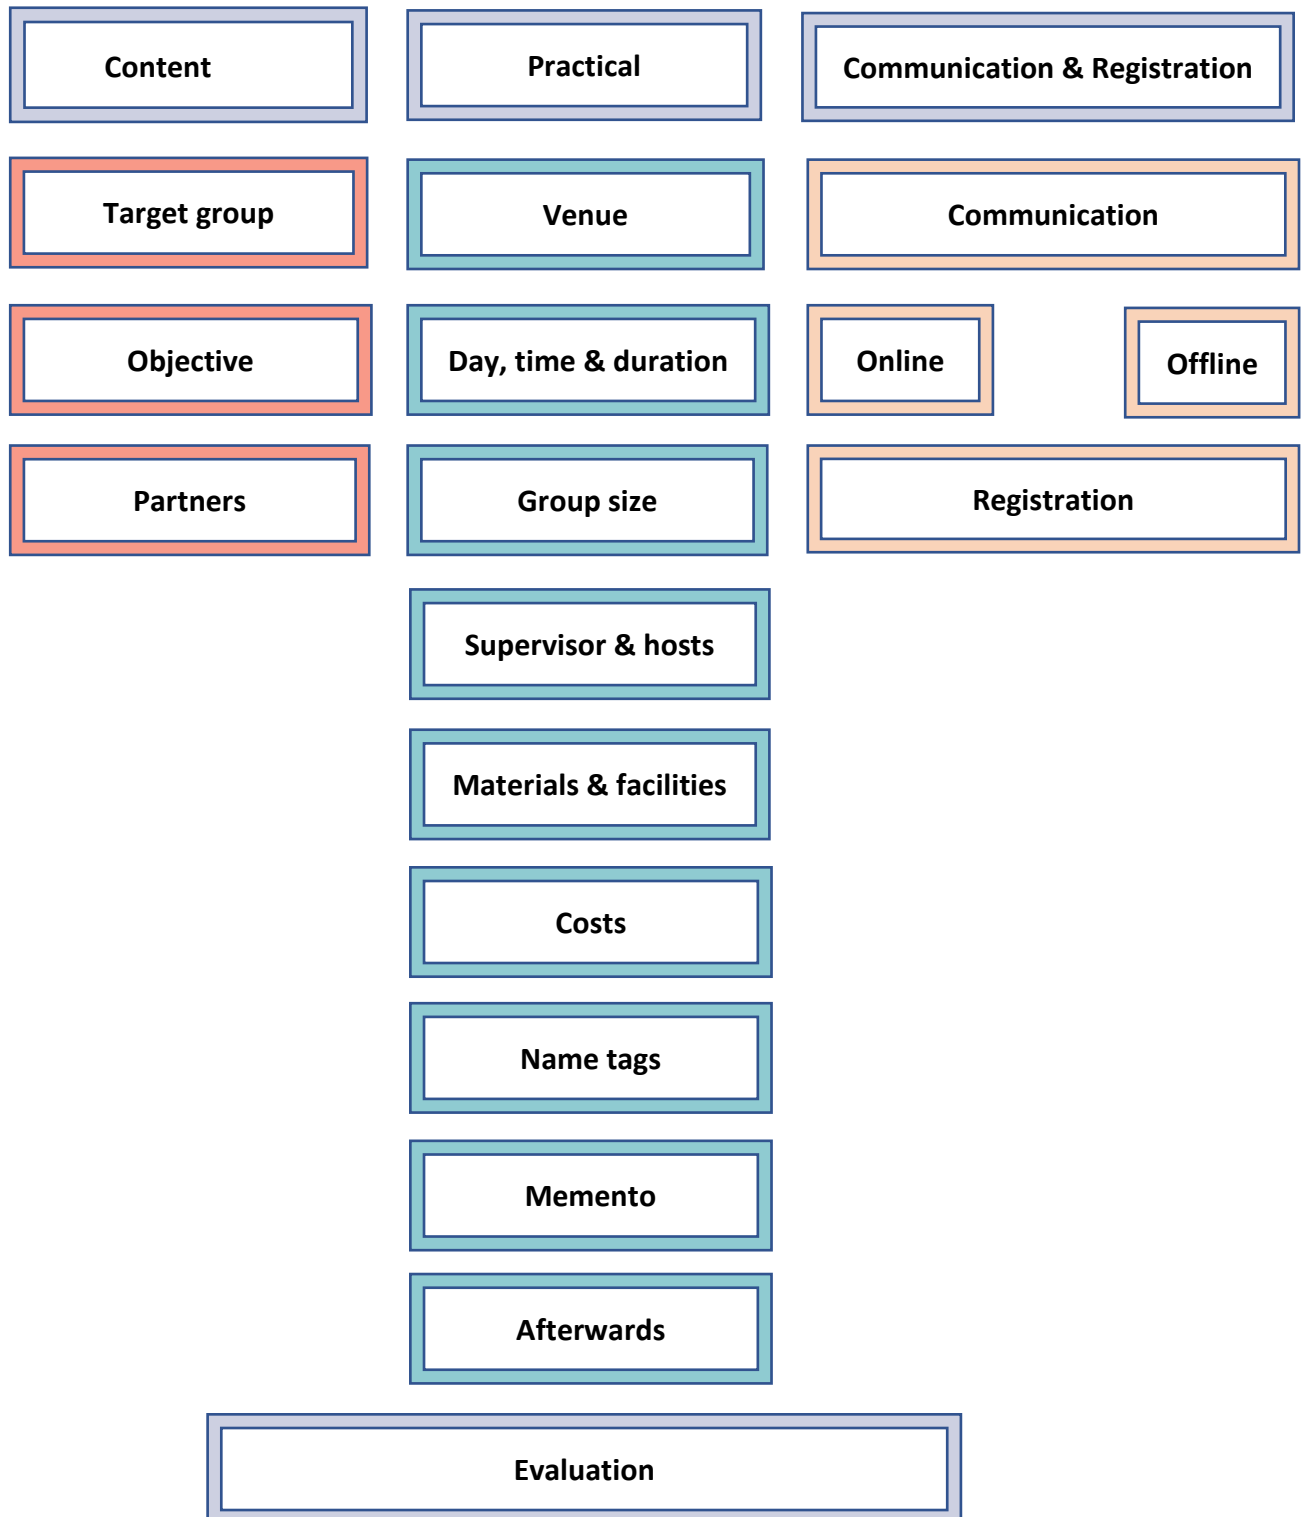 Content
Practical
Communication & Registration
Target group
Venue
Communication
Objective
Day, time & duration
Online
Offline
Partners
Group size
Registration
Supervisor & hosts
Materials & facilities
Costs
Name tags
Memento
Afterwards
Evaluation